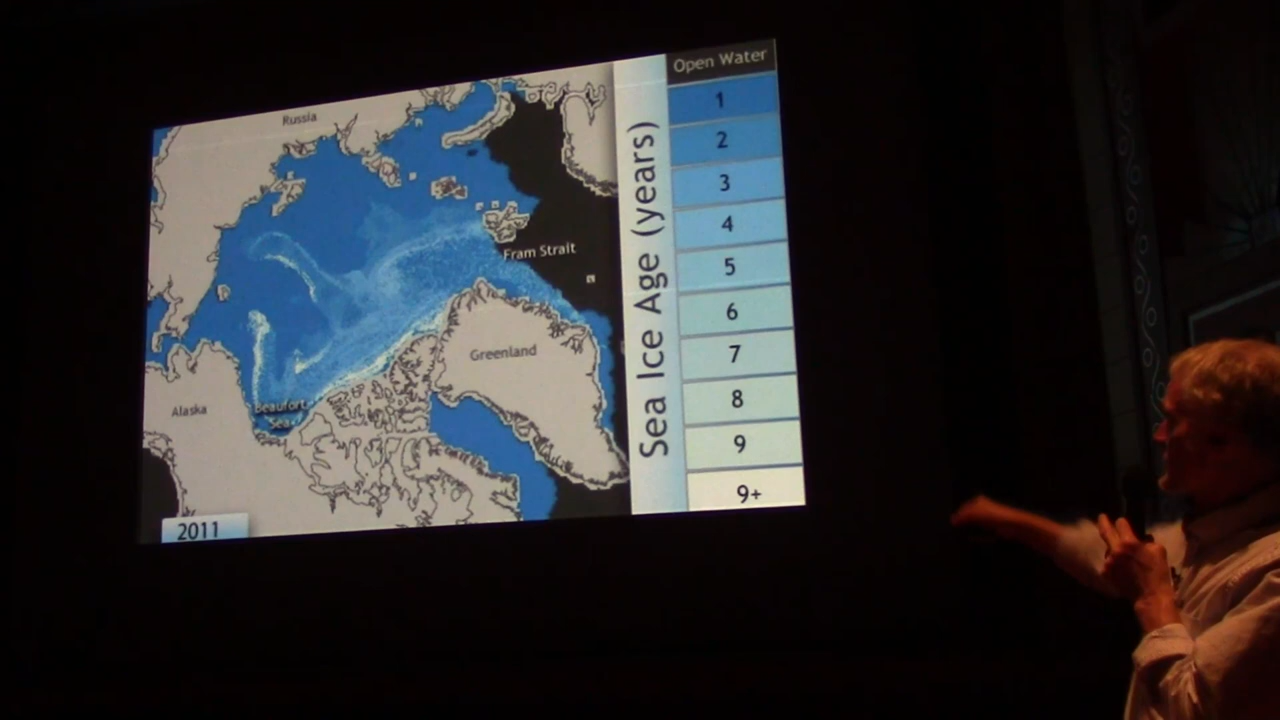 Russia
Fram Strait
Greenland
Alaska
Beaufort
Sea
2011
Sea Ice Age (years)
Open Water
1
2
3
4
5
6
7
8
9
9+